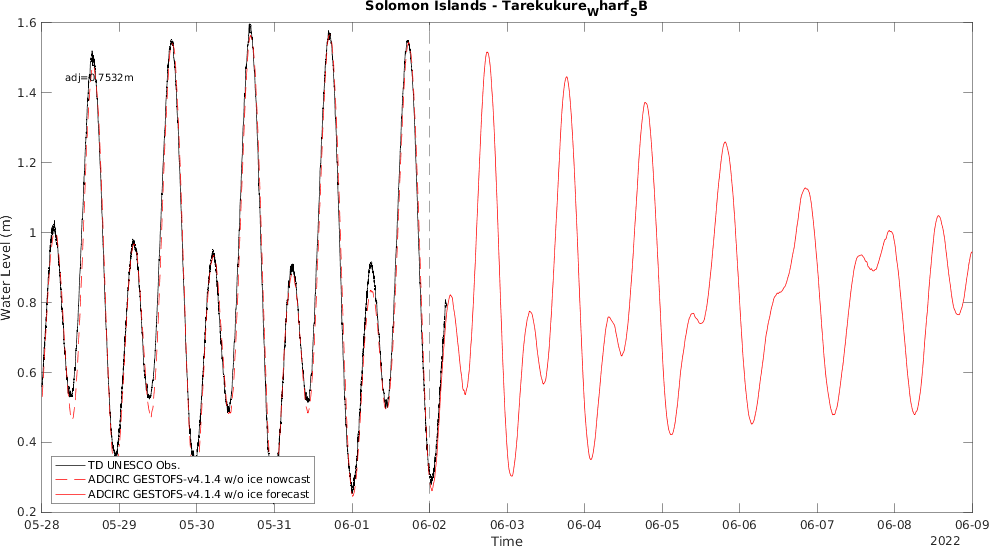 Solomon Islands - TarekukureWharfSB
1.6
1.4
1.2
1
0.8
0.6
0.4
0.2
Water Level (m)
adj=0.7532m
TD UNESCO Obs.
ADCIRC GESTOFS-v4.1.4 w/o ice nowcast
ADCIRC GESTOFS-v4.1.4 w/o ice forecast
05-28 05-29 05-30 05-31 06-01 06-02 06-03 06-04 06-05 06-06 06-07 06-08 06-09
Time
2022